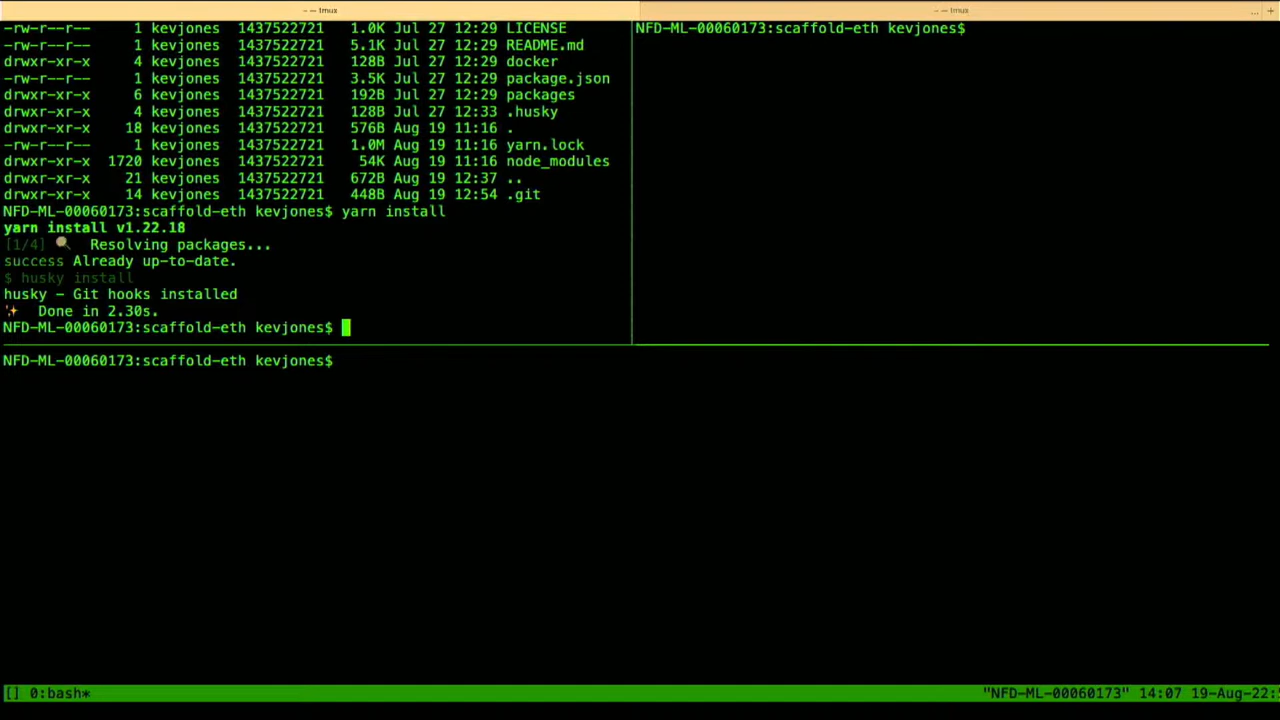 ~ — tmux
~ — tmux
... +
-rw-r--r-- 1 kevjones 1437522721 1.0K Jul 27 12:29 LICENSE
-rw-r--r-- 1 kevjones 1437522721 5.1K Jul 27 12:29 README.md
drwxr-xr-x 4 kevjones 1437522721 128B Jul 27 12:29 docker
-rw-r--r-- 1 kevjones 1437522721 3.5K Jul 27 12:29 package.json
drwxr-xr-x 6 kevjones 1437522721 192B Jul 27 12:29 packages
drwxr-xr-x 4 kevjones 1437522721 128B Jul 27 12:33 .husky
drwxr-xr-x 18 kevjones 1437522721 576B Aug 19 11:16 .
-rw-r--r-- 1 kevjones 1437522721 1.0M Aug 19 11:16 yarn.lock
drwxr-xr-x 1720 kevjones 1437522721 54K Aug 19 11:16 node_modules
drwxr-xr-x 21 kevjones 1437522721 672B Aug 19 12:37 ..
drwxr-xr-x 14 kevjones 1437522721 448B Aug 19 12:54 .git
NFD-ML-00060173:scaffold-eth kevjones$ yarn install
yarn install v1.22.18
[1/4] 🔍 Resolving packages...
success Already up-to-date.
$ husky install
husky - Git hooks installed
✨ Done in 2.30s.
NFD-ML-00060173:scaffold-eth kevjones$
NFD-ML-00060173:scaffold-eth kevjones$
NFD-ML-00060173:scaffold-eth kevjones$
[] 0:bash*
"NFD-ML-00060173" 14:07 19-Aug-22